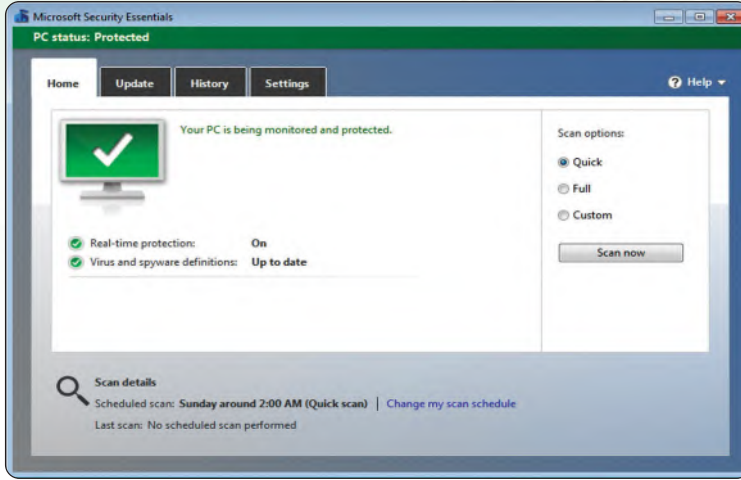 Microsoft Security Essentials
PC status: Protected
Home Update History Settings Help
Your PC is being monitored and protected.
Scan options:
Quick
Full
Custom
Scan now
Real-time protection: On
Virus and spyware definitions: Up to date
Scan details
Scheduled scan: Sunday around 2:00 AM (Quick scan) | Change my scan schedule
Last scan: No scheduled scan performed